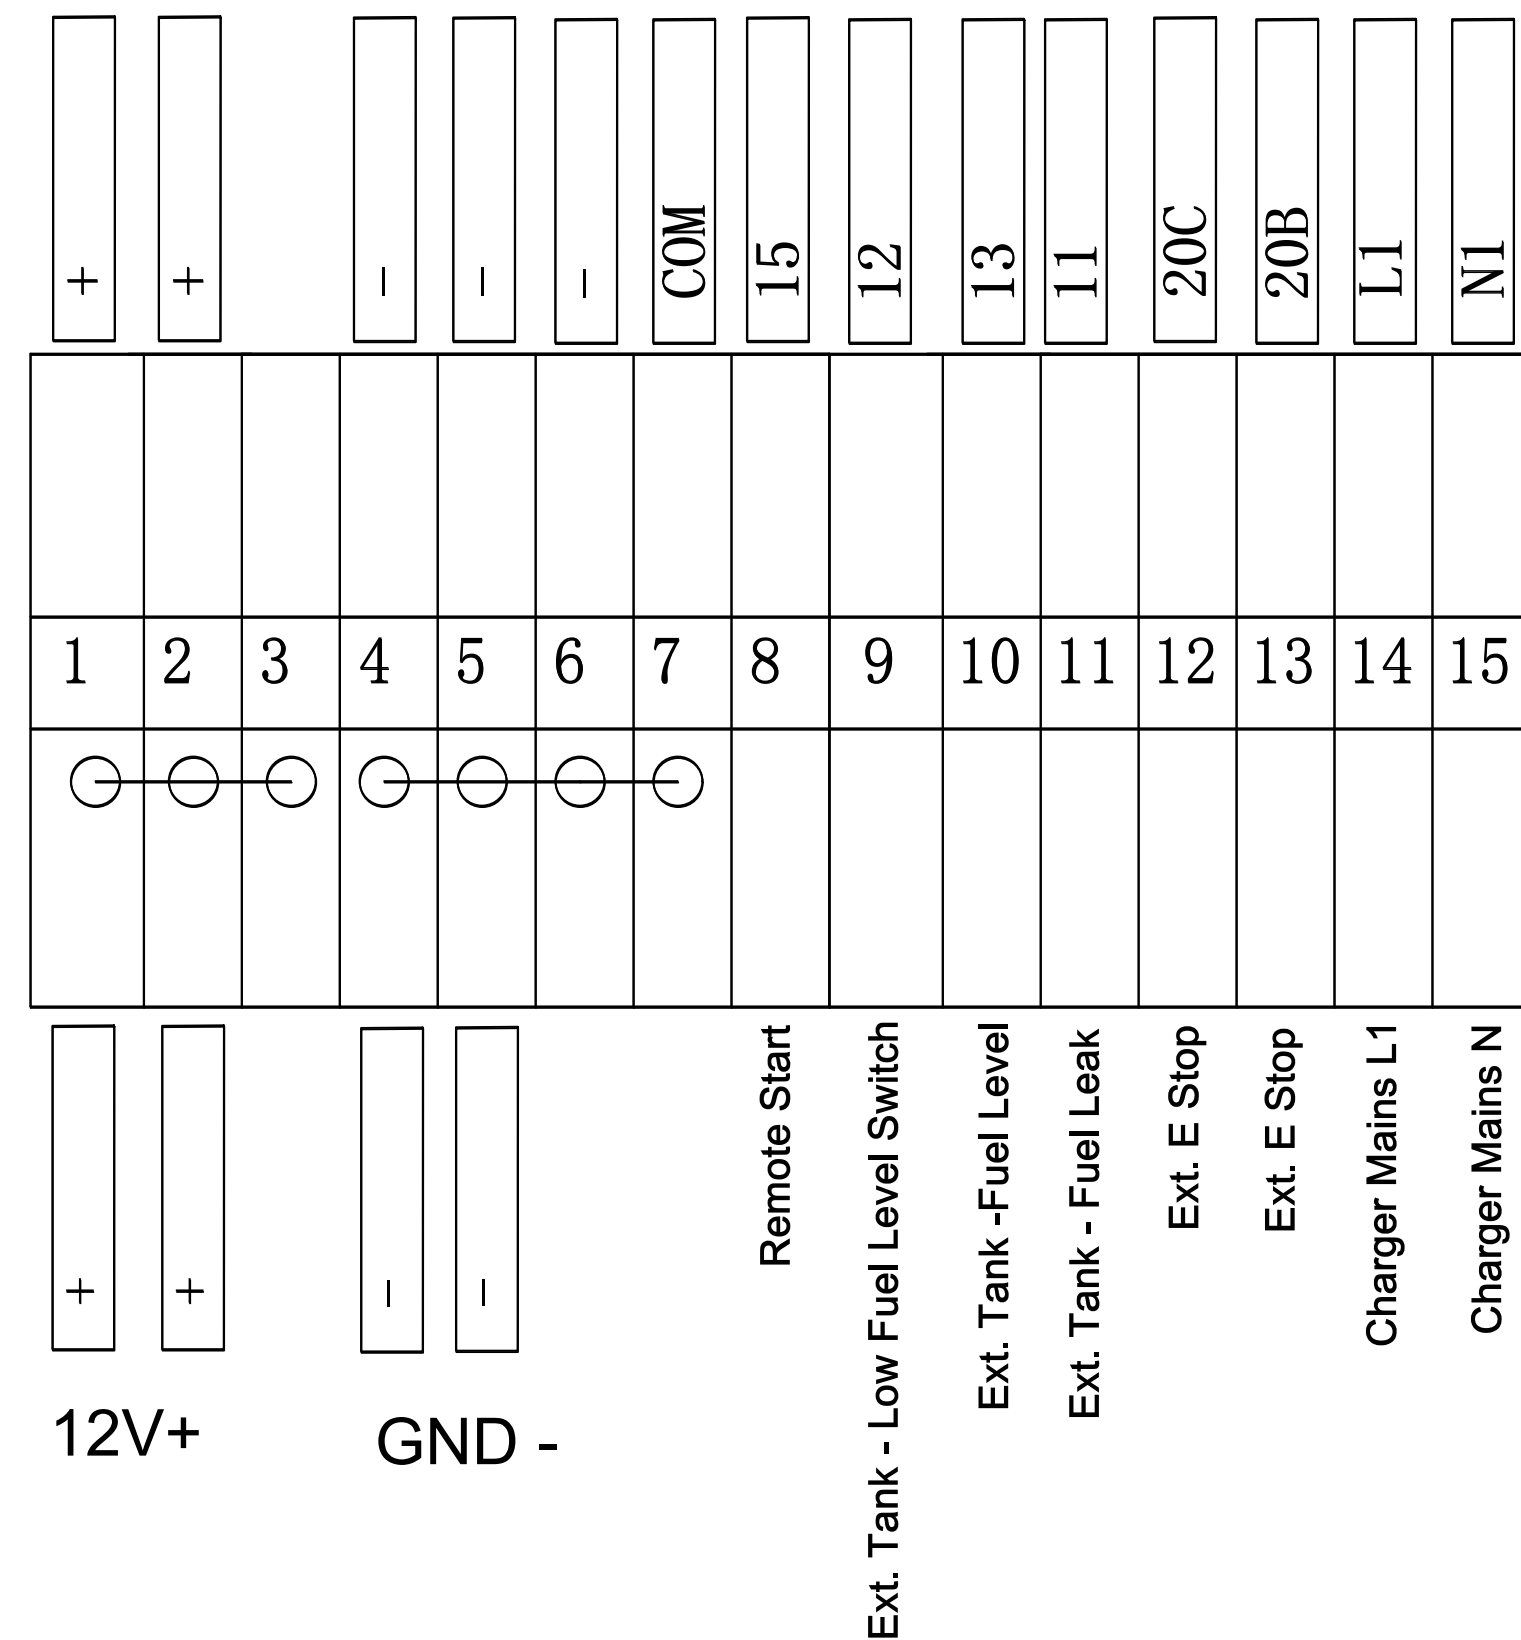 +
+
–
–
–
COM
15
12
13
11
20C
20B
L1
N1
1 2 3 4 5 6 7 8 9 10 11 12 13 14 15
+
+
–
–
12V+
GND -
Remote Start
Ext. Tank - Low Fuel Level Switch
Ext. Tank -Fuel Level
Ext. Tank - Fuel Leak
Ext. E Stop
Ext. E Stop
Charger Mains L1
Charger Mains N